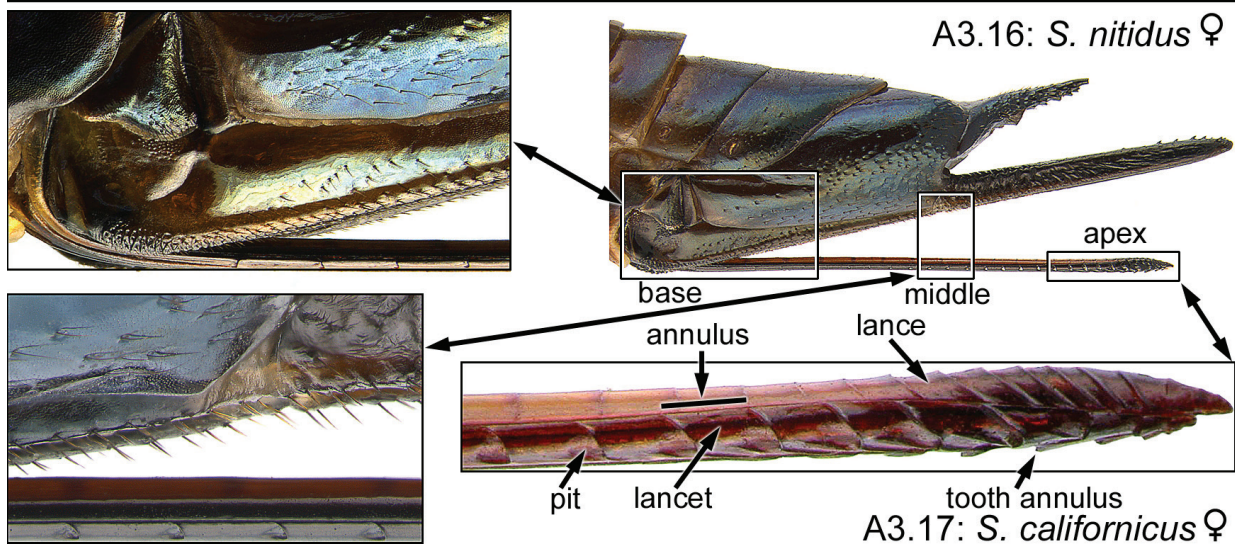 A3.16: S. nitidus ♀
base
middle
apex
annulus
lance
pit
lancet
tooth annulus
A3.17: S. californicus ♀